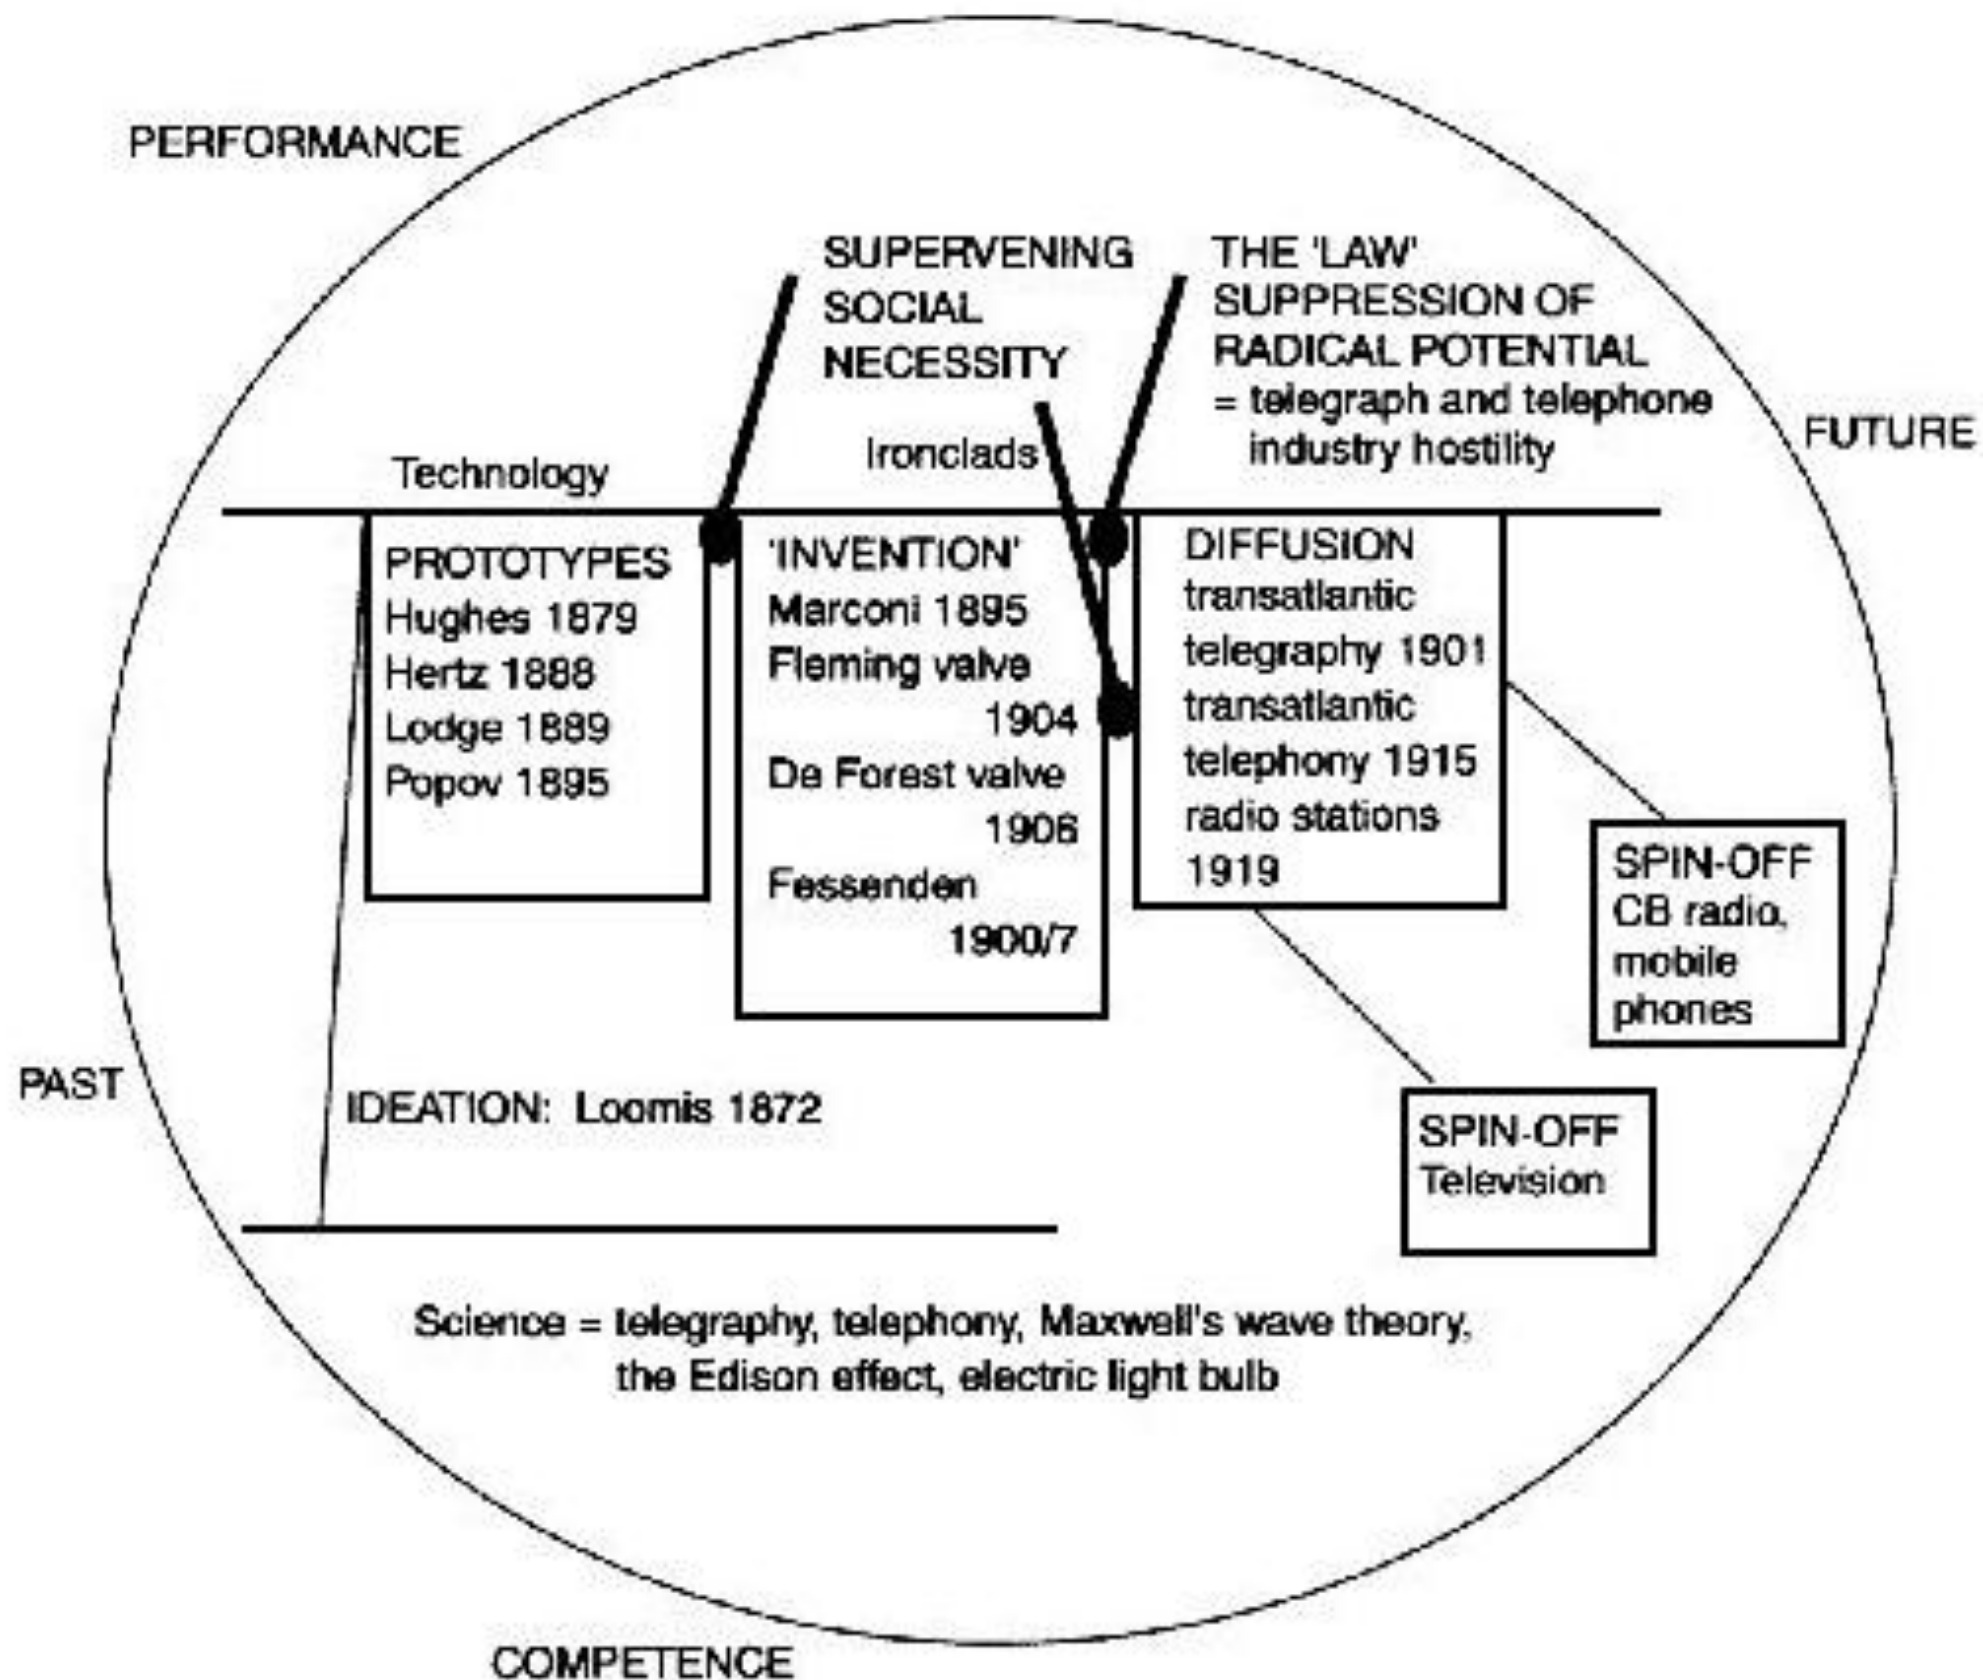 PERFORMANCE
SUPERVENING
SOCIAL
NECESSITY
THE 'LAW'
SUPPRESSION OF
RADICAL POTENTIAL
= telegraph and telephone
industry hostility
FUTURE
Technology
Ironclads
PROTOTYPES
Hughes 1879
Hertz 1888
Lodge 1889
Popov 1895
'INVENTION'
Marconi 1895
Fleming valve
1904
De Forest valve
1906
Fessenden
1900/7
DIFFUSION
transatlantic
telegraphy 1901
transatlantic
telephony 1915
radio stations
1919
SPIN-OFF
CB radio,
mobile
phones
PAST
IDEATION: Loomis 1872
SPIN-OFF
Television
Science = telegraphy, telephony, Maxwell's wave theory,
the Edison effect, electric light bulb
COMPETENCE